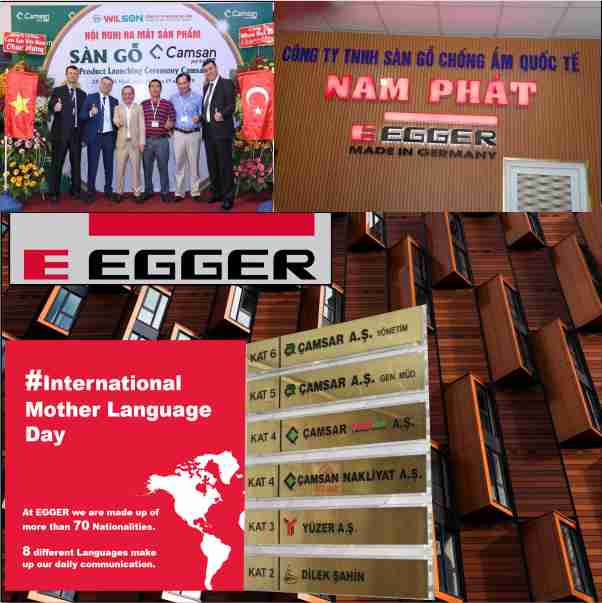 WILSON
Camsan
HỘI NGHỊ RA MẮT SẢN PHẨM
SÀN GỖ Camsan
Product Launching Ceremony Camsan
CÔNG TY TNHH SÀN GỖ CHỐNG ẨM QUỐC TẾ
NAM PHÁT
E EGGER
MADE IN GERMANY
E EGGER
#International
Mother Language
Day
At EGGER we are made up of
more than 70 Nationalities.
8 different Languages make
up our daily communication.
KAT 6 ÇAMSAR A.Ş. YÖNETİM
KAT 5 ÇAMSAR A.Ş. GEN. MÜD.
KAT 4 ÇAMSAR A.Ş.
KAT 4 ÇAMSAN NAKLİYAT A.Ş.
KAT 3 YÜZER A.Ş.
KAT 2 DİLEK ŞAHİN